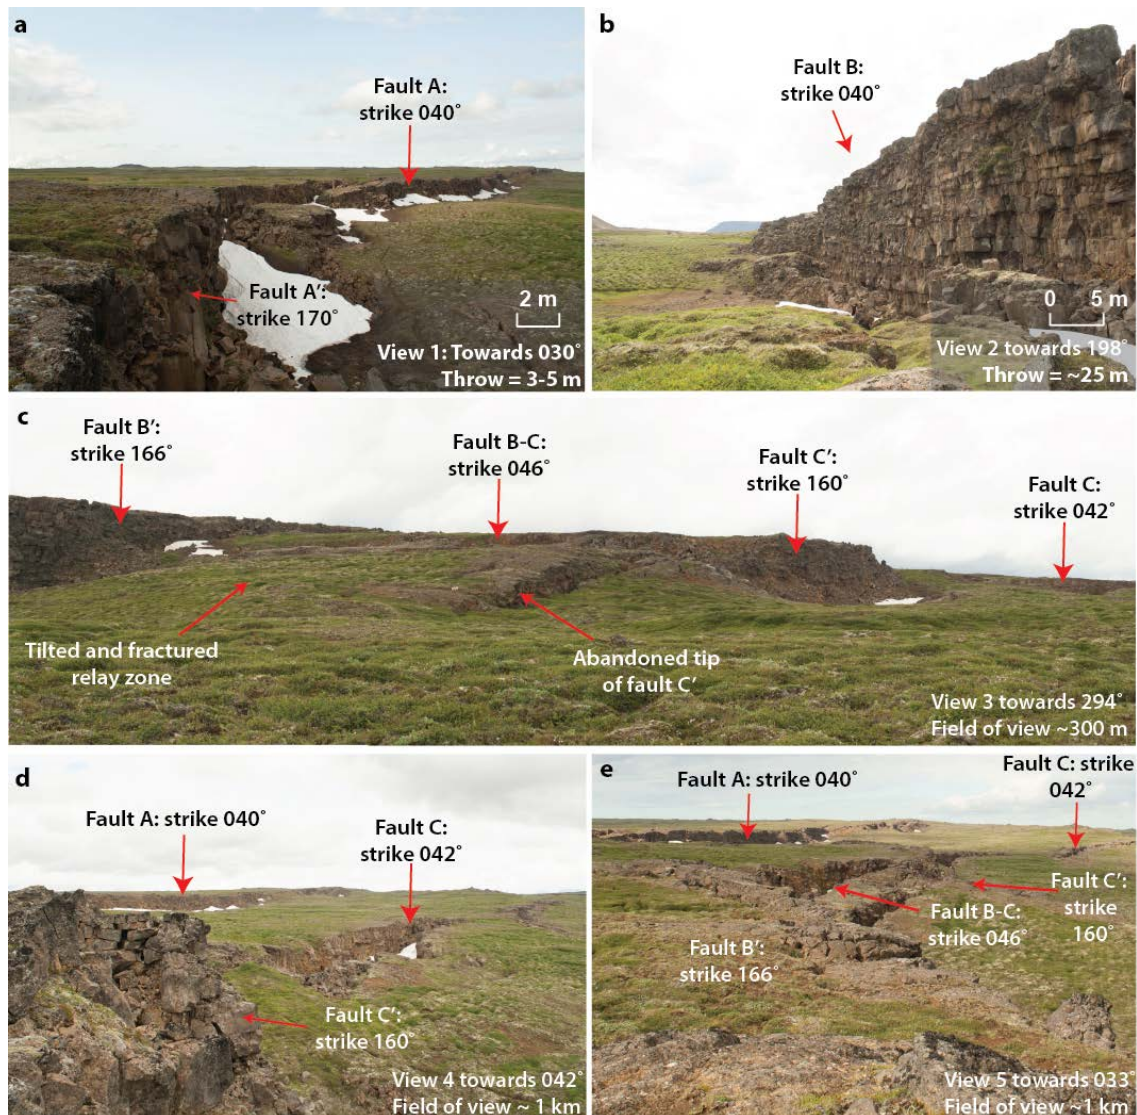 a
Fault A:
strike 040˚
Fault A':
strike 170˚
2 m
View 1: Towards 030˚
Throw = 3-5 m
b
Fault B:
strike 040˚
0 5 m
View 2 towards 198˚
Throw = ~25 m
c
Fault B':
strike 166˚
Fault B-C:
strike 046˚
Fault C':
strike 160˚
Fault C:
strike 042˚
Tilted and fractured
relay zone
Abandoned tip
of fault C'
View 3 towards 294˚
Field of view ~300 m
d
Fault A: strike 040˚
Fault C:
strike 042˚
Fault C':
strike 160˚
View 4 towards 042˚
Field of view ~ 1 km
e
Fault A: strike 040˚
Fault C: strike
042˚
Fault C':
strike
160˚
Fault B-C:
strike 046˚
Fault B':
strike 166˚
View 5 towards 033˚
Field of view ~1 km